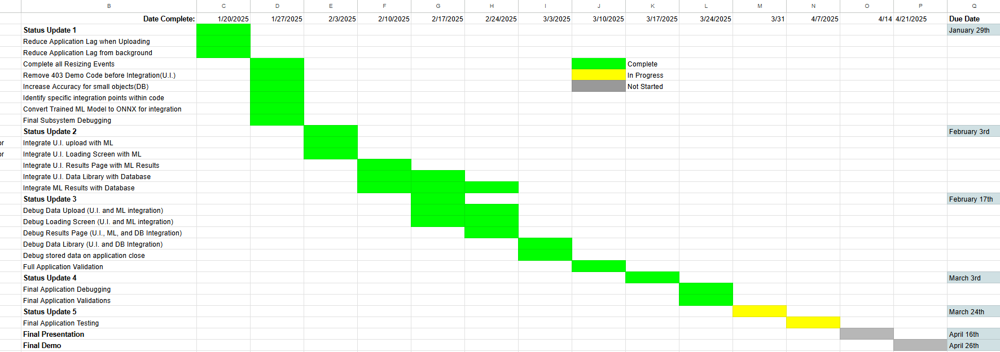 B C D E F G H I J K L M N O P Q
Date Complete: 1/20/2025 1/27/2025 2/3/2025 2/10/2025 2/17/2025 2/24/2025 3/3/2025 3/10/2025 3/17/2025 3/24/2025 3/31 4/7/2025 4/14 4/21/2025 Due Date
Status Update 1 January 29th
Reduce Application Lag when Uploading
Reduce Application Lag from background
Complete all Resizing Events Complete
Remove 403 Demo Code before Integration(U.I.) In Progress
Increase Accuracy for small objects(DB) Not Started
Identify specific integration points within code
Convert Trained ML Model to ONNX for integration
Final Subsystem Debugging
Status Update 2 February 3rd
or Integrate U.I. upload with ML
or Integrate U.I. Loading Screen with ML
Integrate U.I. Results Page with ML Results
Integrate U.I. Data Library with Database
Integrate ML Results with Database
Status Update 3 February 17th
Debug Data Upload (U.I. and ML integration)
Debug Loading Screen (U.I. and ML integration)
Debug Results Page (U.I., ML, and DB Integration)
Debug Data Library (U.I. and DB Integration)
Debug stored data on application close
Full Application Validation
Status Update 4 March 3rd
Final Application Debugging
Final Application Validations
Status Update 5 March 24th
Final Application Testing
Final Presentation April 16th
Final Demo April 26th